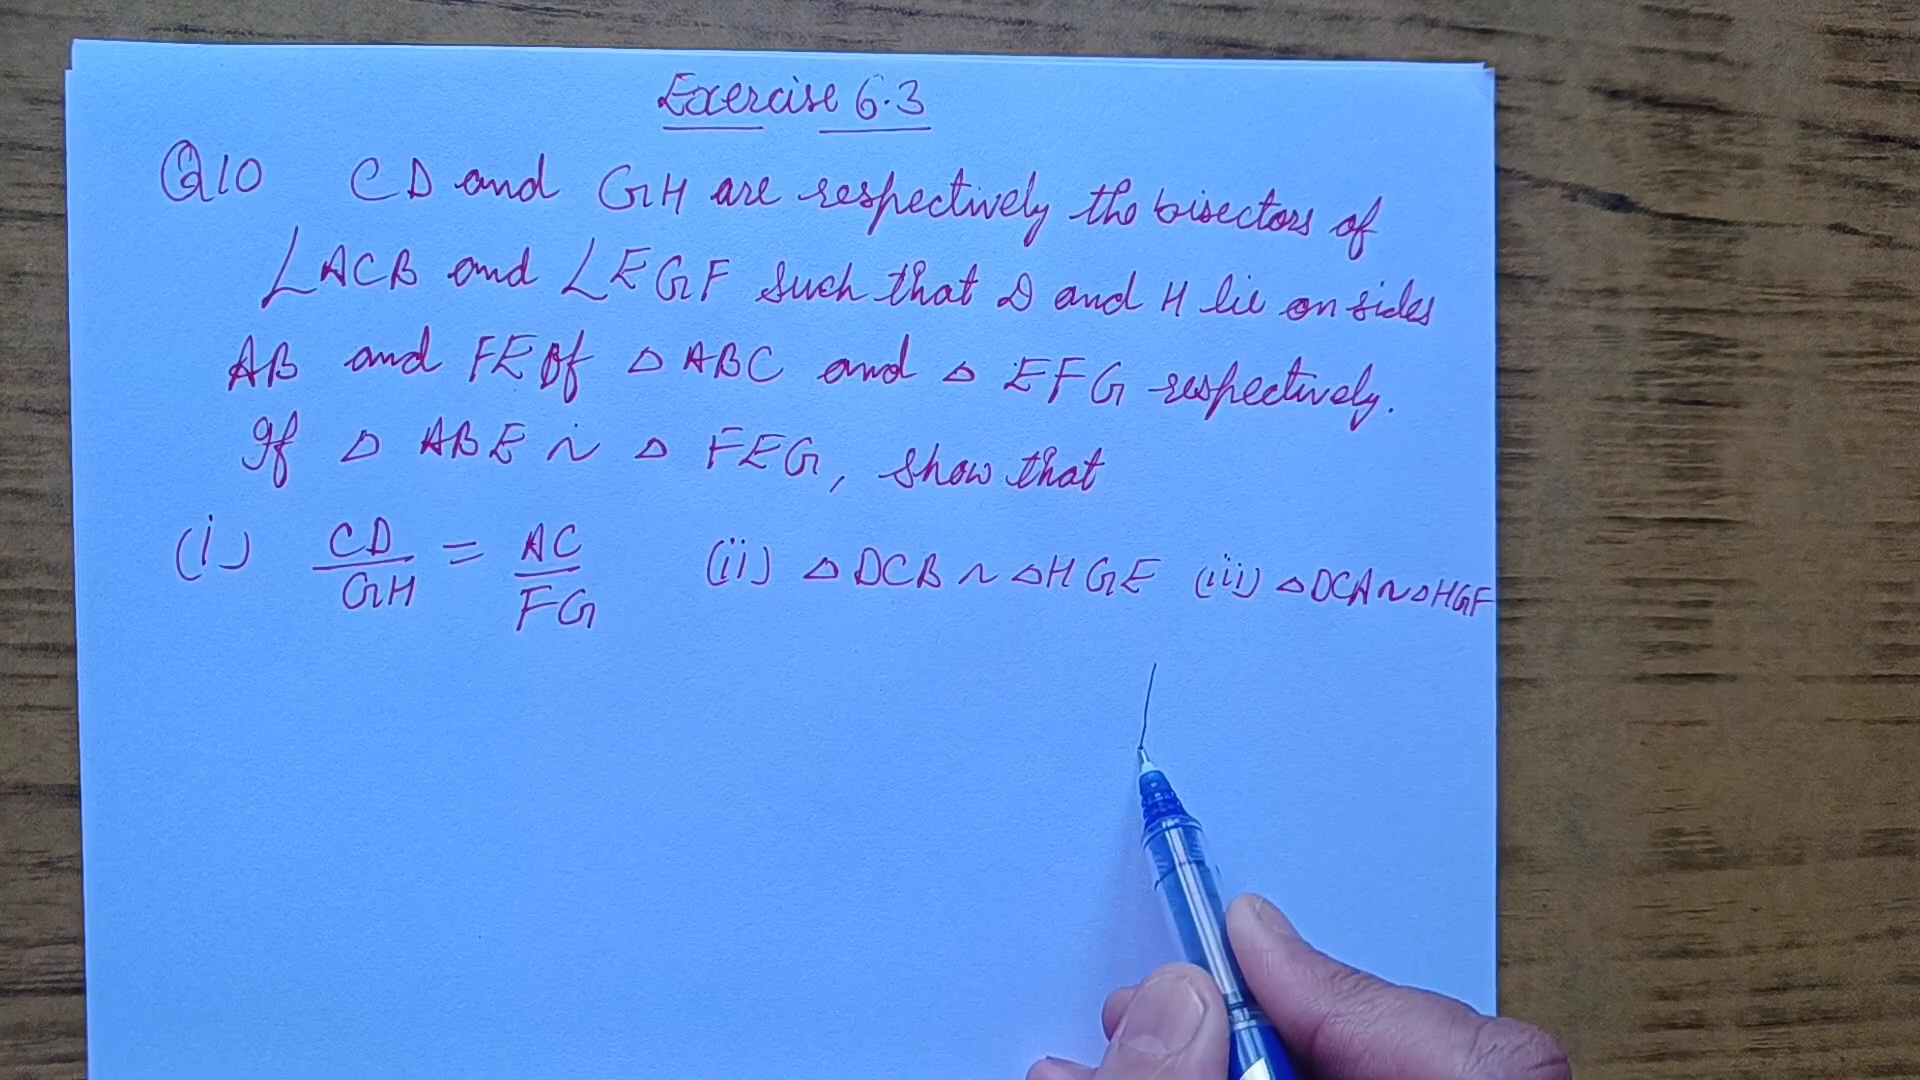 Exercise 6.3
Q10 CD and GH are respectively the bisectors of
∠ACB and ∠EGF such that D and H lie on sides
AB and FE Of △ ABC and △ EFG respectively.
If △ ABE ~ △ FEG, show that
(i) CD/GH = AC/FG (ii) △DCB ~ △HGE (iii) △DCA ~ △HGF